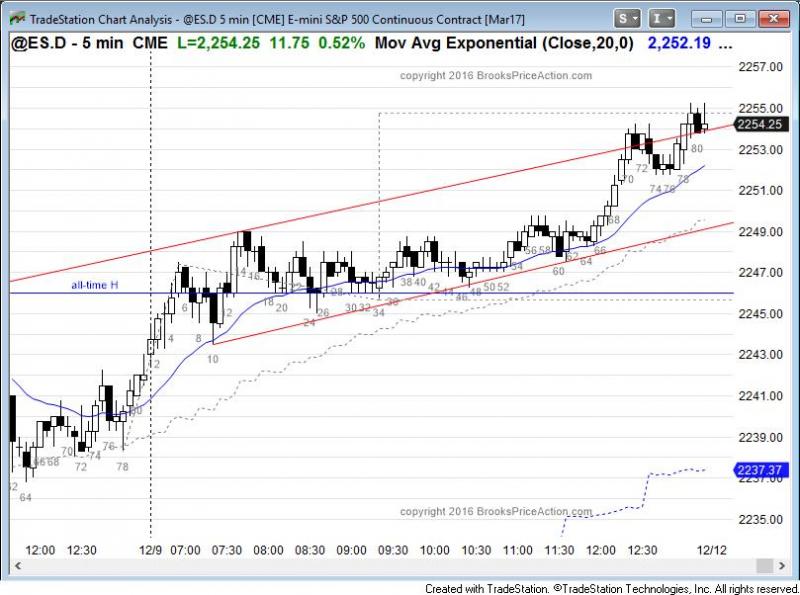 TradeStation Chart Analysis - @ES.D 5 min [CME] E-mini S&P 500 Continuous Contract [Mar17]
S I
@ES.D - 5 min CME L=2,254.25 11.75 0.52% Mov Avg Exponential (Close,20,0) 2,252.19 ...
copyright 2016 BrooksPriceAction.com
2257.00
2255.00
2254.25
2253.00
2251.00
2249.00
2247.00
2245.00
2243.00
2241.00
2239.00
2237.37
2237.00
2235.00
all-time H
80
72
70 74 76 78
68
56 58 66
54 60 62 64
14 16
38 40 42 44 46 48 50 52
6 18 20 22 28 30 32 34 36
4 8 12 24 26
2 10
80
76
70 74 78
66 68 72
62 64
copyright 2016 BrooksPriceAction.com
12:00 12:30 12/9 07:00 07:30 08:00 08:30 09:00 09:30 10:00 10:30 11:00 11:30 12:00 12:30 12/12
Created with TradeStation. ©TradeStation Technologies, Inc. All rights reserved.